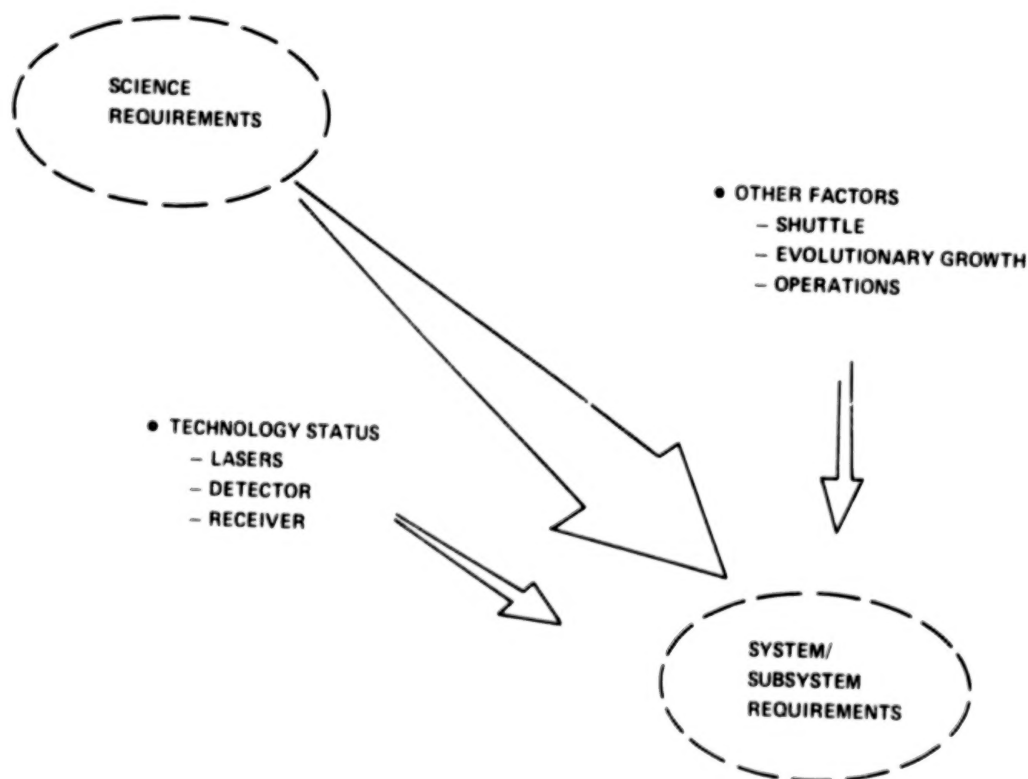 SCIENCE
REQUIREMENTS
• OTHER FACTORS
– SHUTTLE
– EVOLUTIONARY GROWTH
– OPERATIONS
• TECHNOLOGY STATUS
– LASERS
– DETECTOR
– RECEIVER
SYSTEM/
SUBSYSTEM
REQUIREMENTS